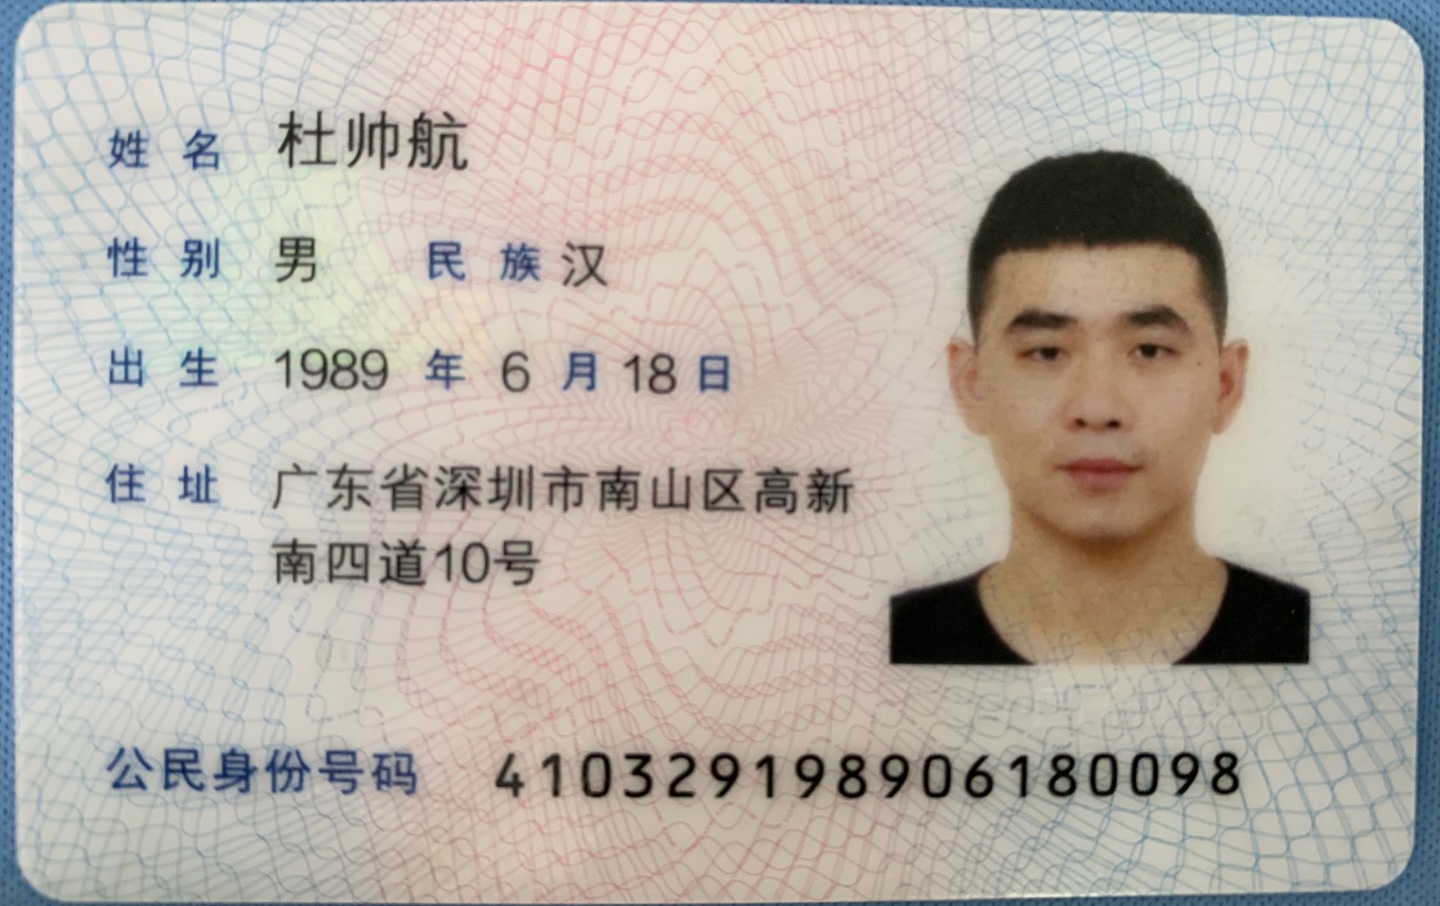 姓名 杜帅航
性别 男 民族 汉
出生 1989 年 6 月 18 日
住址 广东省深圳市南山区高新
南四道10号
公民身份号码 410329198906180098